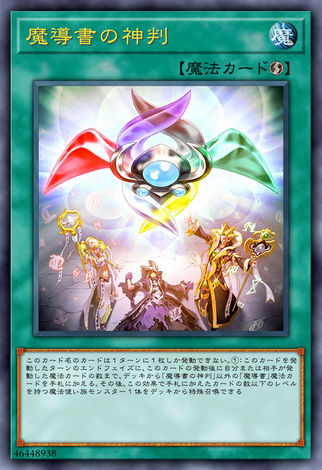 魔導書の神判
魔
【魔法カード】
このカード名のカードは1ターンに1枚しか発動できない。①:このカードを発
動したターンのエンドフェイズに、このカードの発動後に自分または相手が発
動した魔法カードの数まで、デッキから「魔導書の神判」以外の「魔導書」魔法カ
ードを手札に加える。その後、この効果で手札に加えたカードの数以下のレベル
を持つ魔法使い族モンスター1体をデッキから特殊召喚できる
46448938